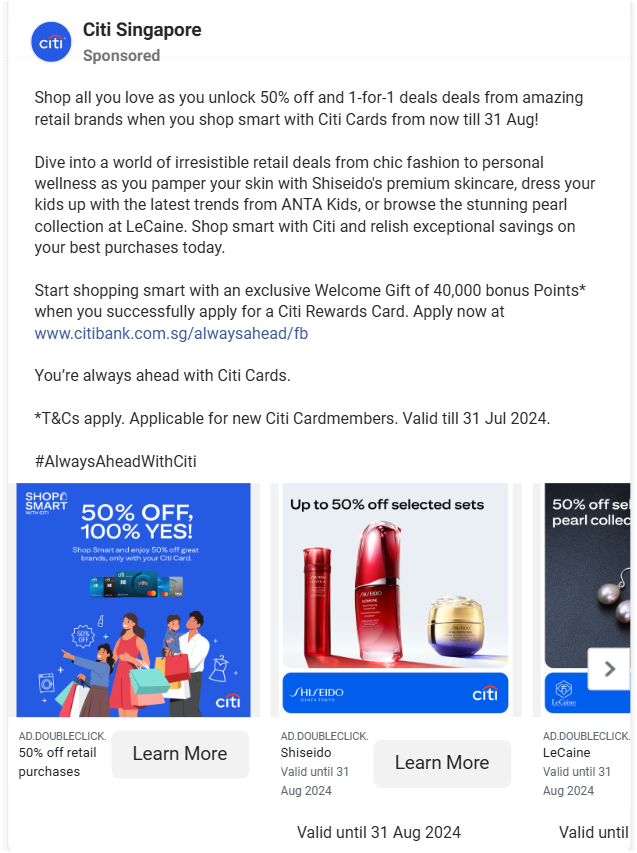 Citi Singapore
Sponsored
Shop all you love as you unlock 50% off and 1-for-1 deals deals from amazing
retail brands when you shop smart with Citi Cards from now till 31 Aug!
Dive into a world of irresistible retail deals from chic fashion to personal
wellness as you pamper your skin with Shiseido's premium skincare, dress your
kids up with the latest trends from ANTA Kids, or browse the stunning pearl
collection at LeCaine. Shop smart with Citi and relish exceptional savings on
your best purchases today.
Start shopping smart with an exclusive Welcome Gift of 40,000 bonus Points*
when you successfully apply for a Citi Rewards Card. Apply now at
www.citibank.com.sg/alwaysahead/fb
You’re always ahead with Citi Cards.
*T&Cs apply. Applicable for new Citi Cardmembers. Valid till 31 Jul 2024.
#AlwaysAheadWithCiti
SHOP
SMART
WITH CITI
50% OFF,
100% YES!
Shop Smart and enjoy 50% off great
brands, only with your Citi Card.
50%
OFF
citi
AD.DOUBLECLICK.
50% off retail
purchases
Learn More
Up to 50% off selected sets
SHISEIDO
SHISEIDO
GINZA TOKYO
citi
AD.DOUBLECLICK.
Shiseido
Valid until 31
Aug 2024
Learn More
Valid until 31 Aug 2024
50% off sel
pearl collec
LeCaine
AD.DOUBLECLICK.
LeCaine
Valid until 31
Aug 2024
Valid until